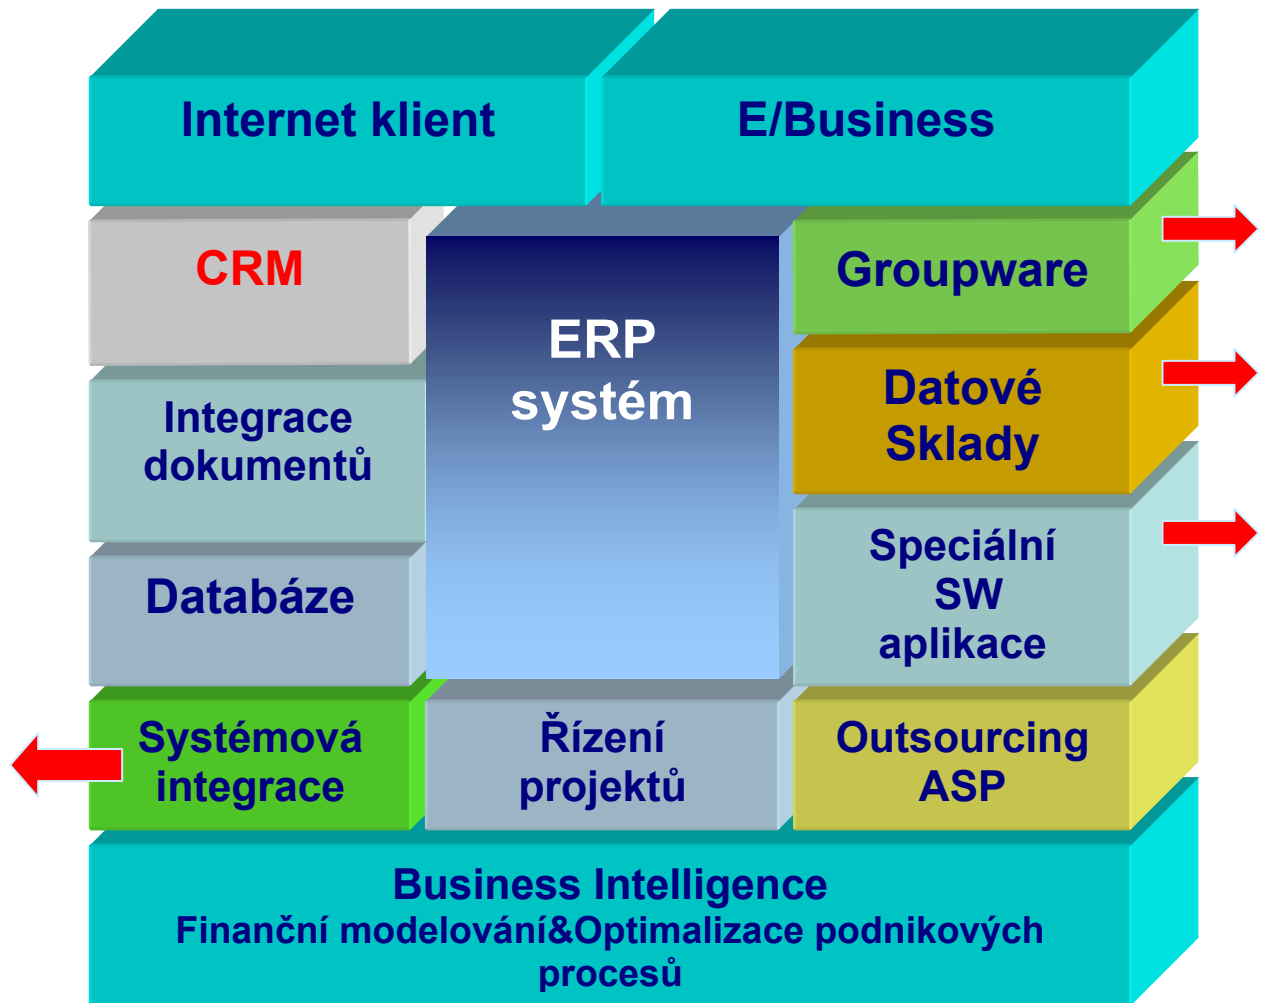 Internet klient
E/Business
CRM
ERP
systém
Groupware
Datové
Sklady
Integrace
dokumentů
Databáze
Speciální
SW
aplikace
Systémová
integrace
Řízení
projektů
Outsourcing
ASP
Business Intelligence
Finanční modelování&Optimalizace podnikových
procesů